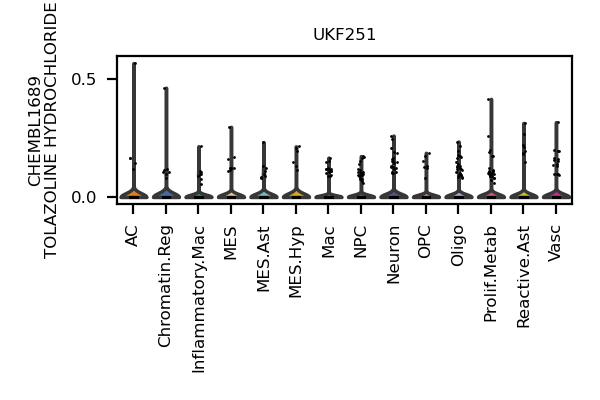 UKF251
CHEMBL1689
TOLAZOLINE HYDROCHLORIDE
0.5
0.0
AC
Chromatin.Reg
Inflammatory.Mac
MES
MES.Ast
MES.Hyp
Mac
NPC
Neuron
OPC
Oligo
Prolif.Metab
Reactive.Ast
Vasc